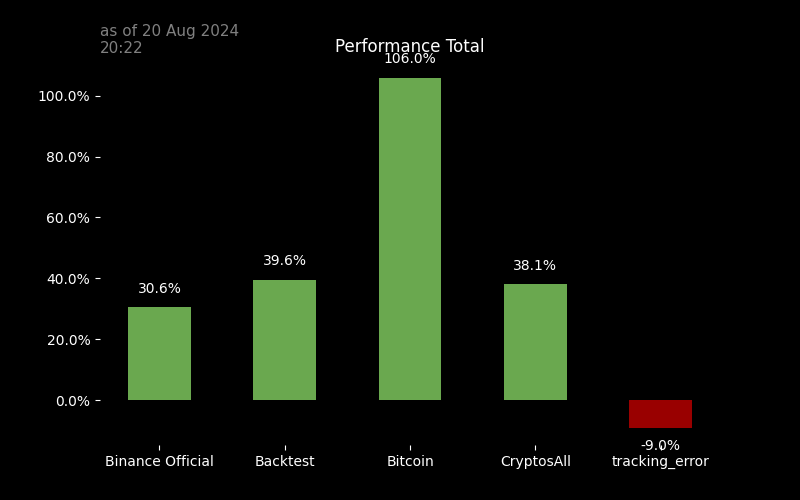 as of 20 Aug 2024
20:22
Performance Total
106.0%
100.0%
80.0%
60.0%
40.0%
20.0%
0.0%
30.6%
39.6%
38.1%
-9.0%
Binance Official
Backtest
Bitcoin
CryptosAll
tracking_error